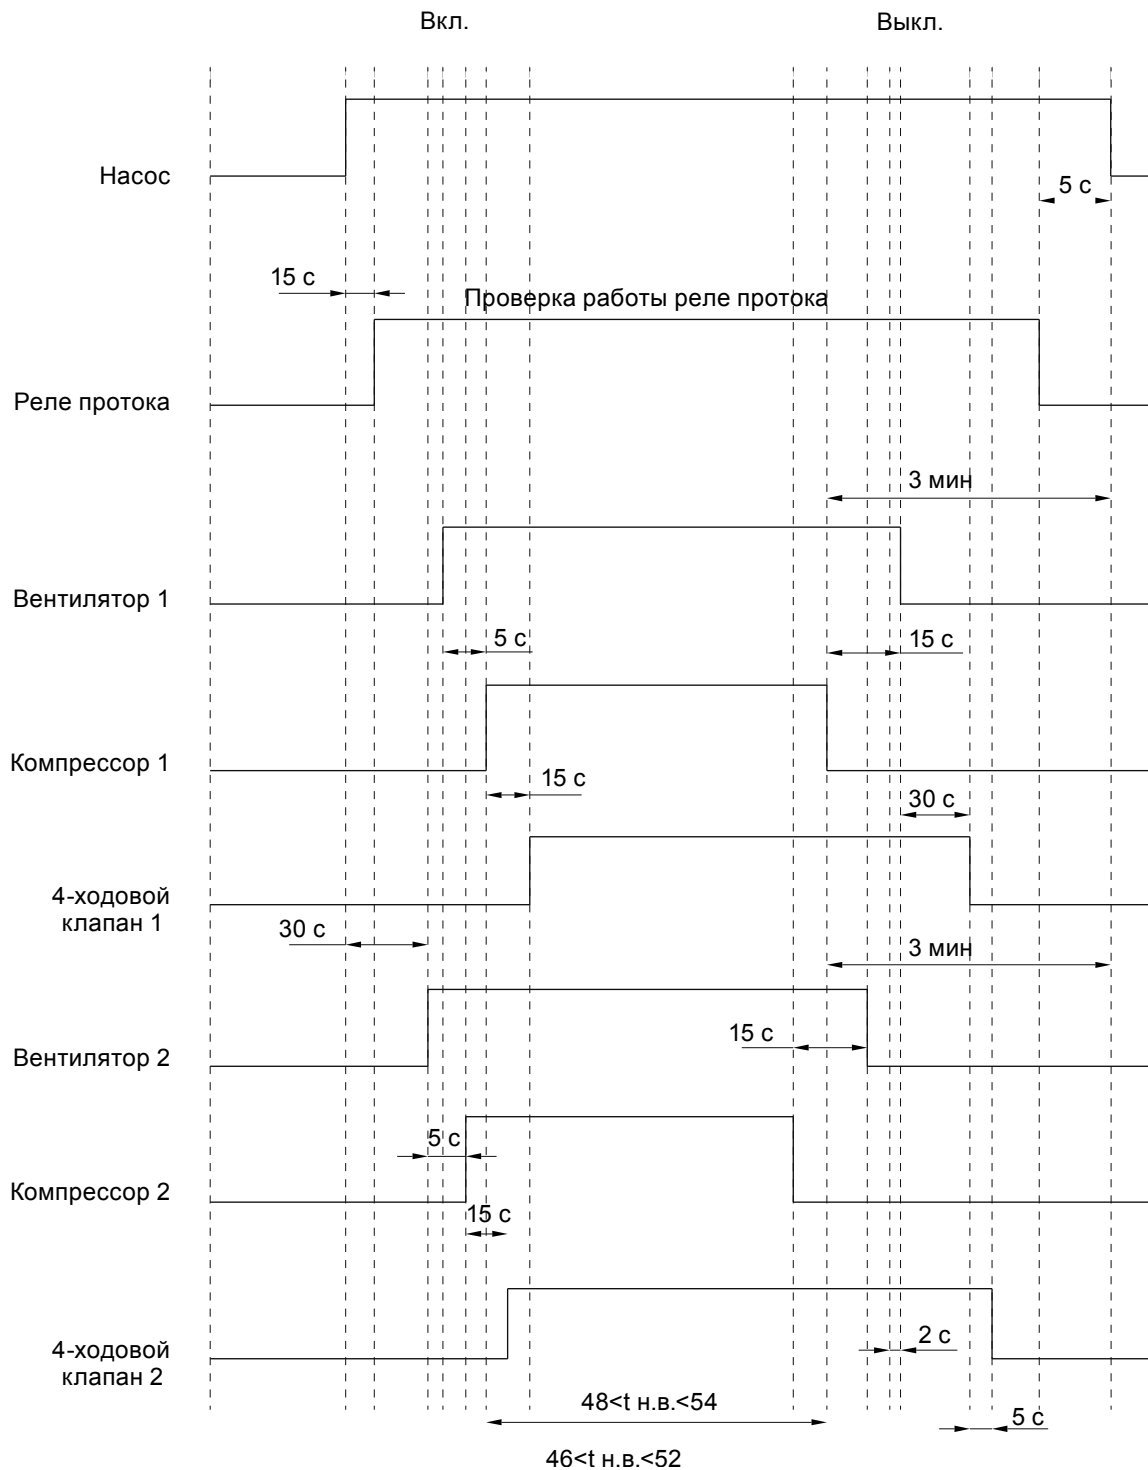 Вкл.
Выкл.
Насос
5 с
15 с
Проверка работы реле протока
Реле протока
3 мин
Вентилятор 1
5 с
15 с
Компрессор 1
15 с
30 с
4-ходовой
клапан 1
30 с
3 мин
Вентилятор 2
15 с
5 с
Компрессор 2
15 с
2 с
4-ходовой
клапан 2
48<t н.в.<54
5 с
46<t н.в.<52